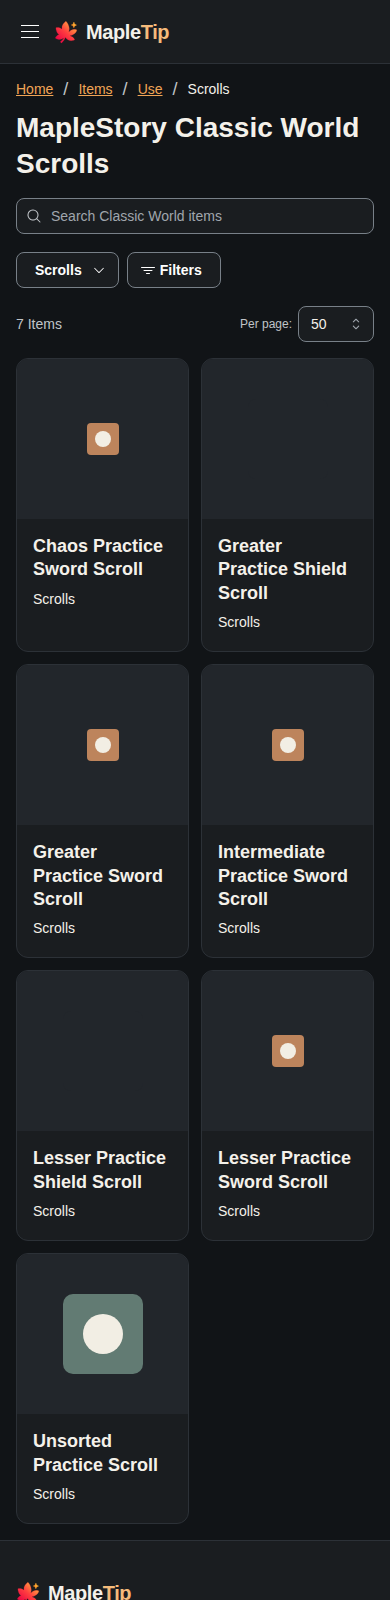 MapleTip
Home / Items / Use / Scrolls
MapleStory Classic World
Scrolls
Search Classic World items
Scrolls Filters
7 Items Per page: 50
Chaos Practice
Sword Scroll
Scrolls
Greater
Practice Shield
Scroll
Scrolls
Greater
Practice Sword
Scroll
Scrolls
Intermediate
Practice Sword
Scroll
Scrolls
Lesser Practice
Shield Scroll
Scrolls
Lesser Practice
Sword Scroll
Scrolls
Unsorted
Practice Scroll
Scrolls
MapleTip